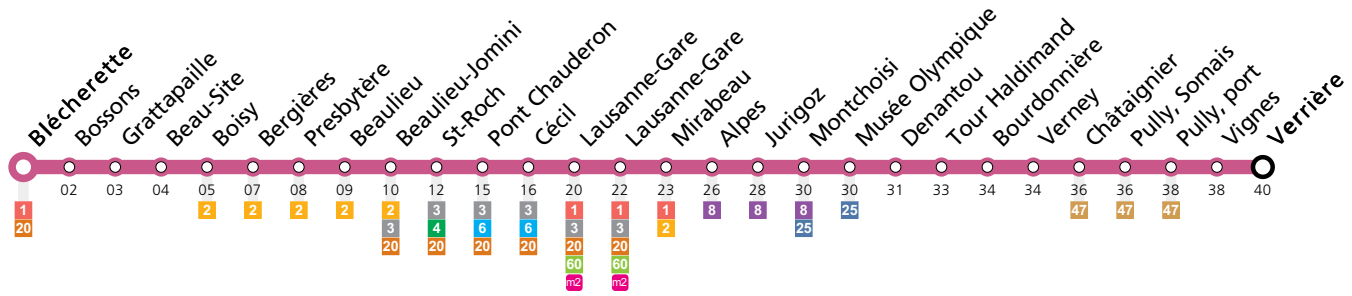 Blécherette
Bossons
Grattapaille
Beau-Site
Boisy
Bergières
Presbytère
Beaulieu
Beaulieu-Jomini
St-Roch
Pont Chauderon
Cécil
Lausanne-Gare
Lausanne-Gare
Mirabeau
Alpes
Jurigoz
Montchoisi
Musée Olympique
Denantou
Tour Haldimand
Bourdonnière
Verney
Châtaignier
Pully, Somais
Pully, port
Vignes
Verrière
02 03 04 05 07 08 09 10 12 15 16 20 22 23 26 28 30 30 31 33 34 34 36 36 38 38 40
1 2 2 2 2 2 3 3 3 1 1 1 8 8 8 25 47 47 47
20 3 4 6 6 3 3 2 25
20 20 20 20 20 20
60 60
m2 m2